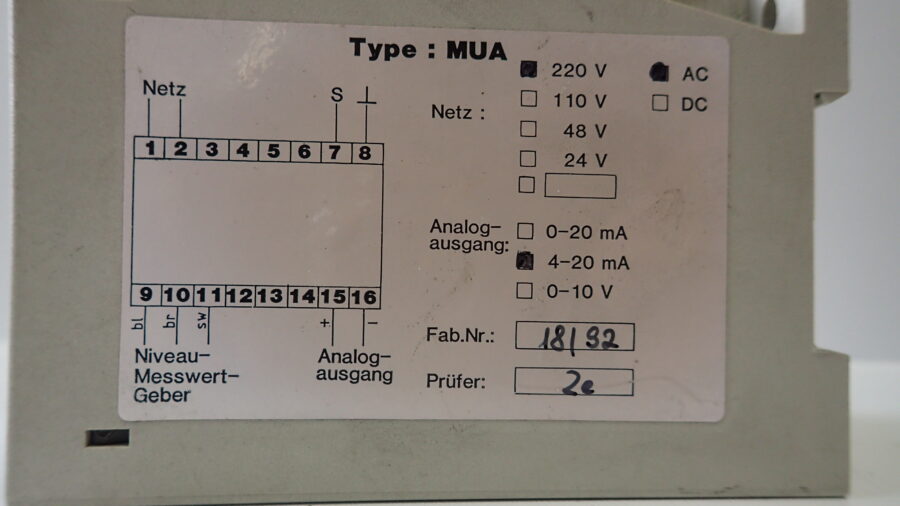 Type : MUA
Netz
S ⊥
1 2 3 4 5 6 7 8
9 10 11 12 13 14 15 16
bl br sw + −
Niveau-
Messwert-
Geber
Analog-
ausgang
Netz :
220 V
110 V
48 V
24 V
AC
DC
Analog-
ausgang:
0-20 mA
4-20 mA
0-10 V
Fab.Nr.: 18/92
Prüfer: